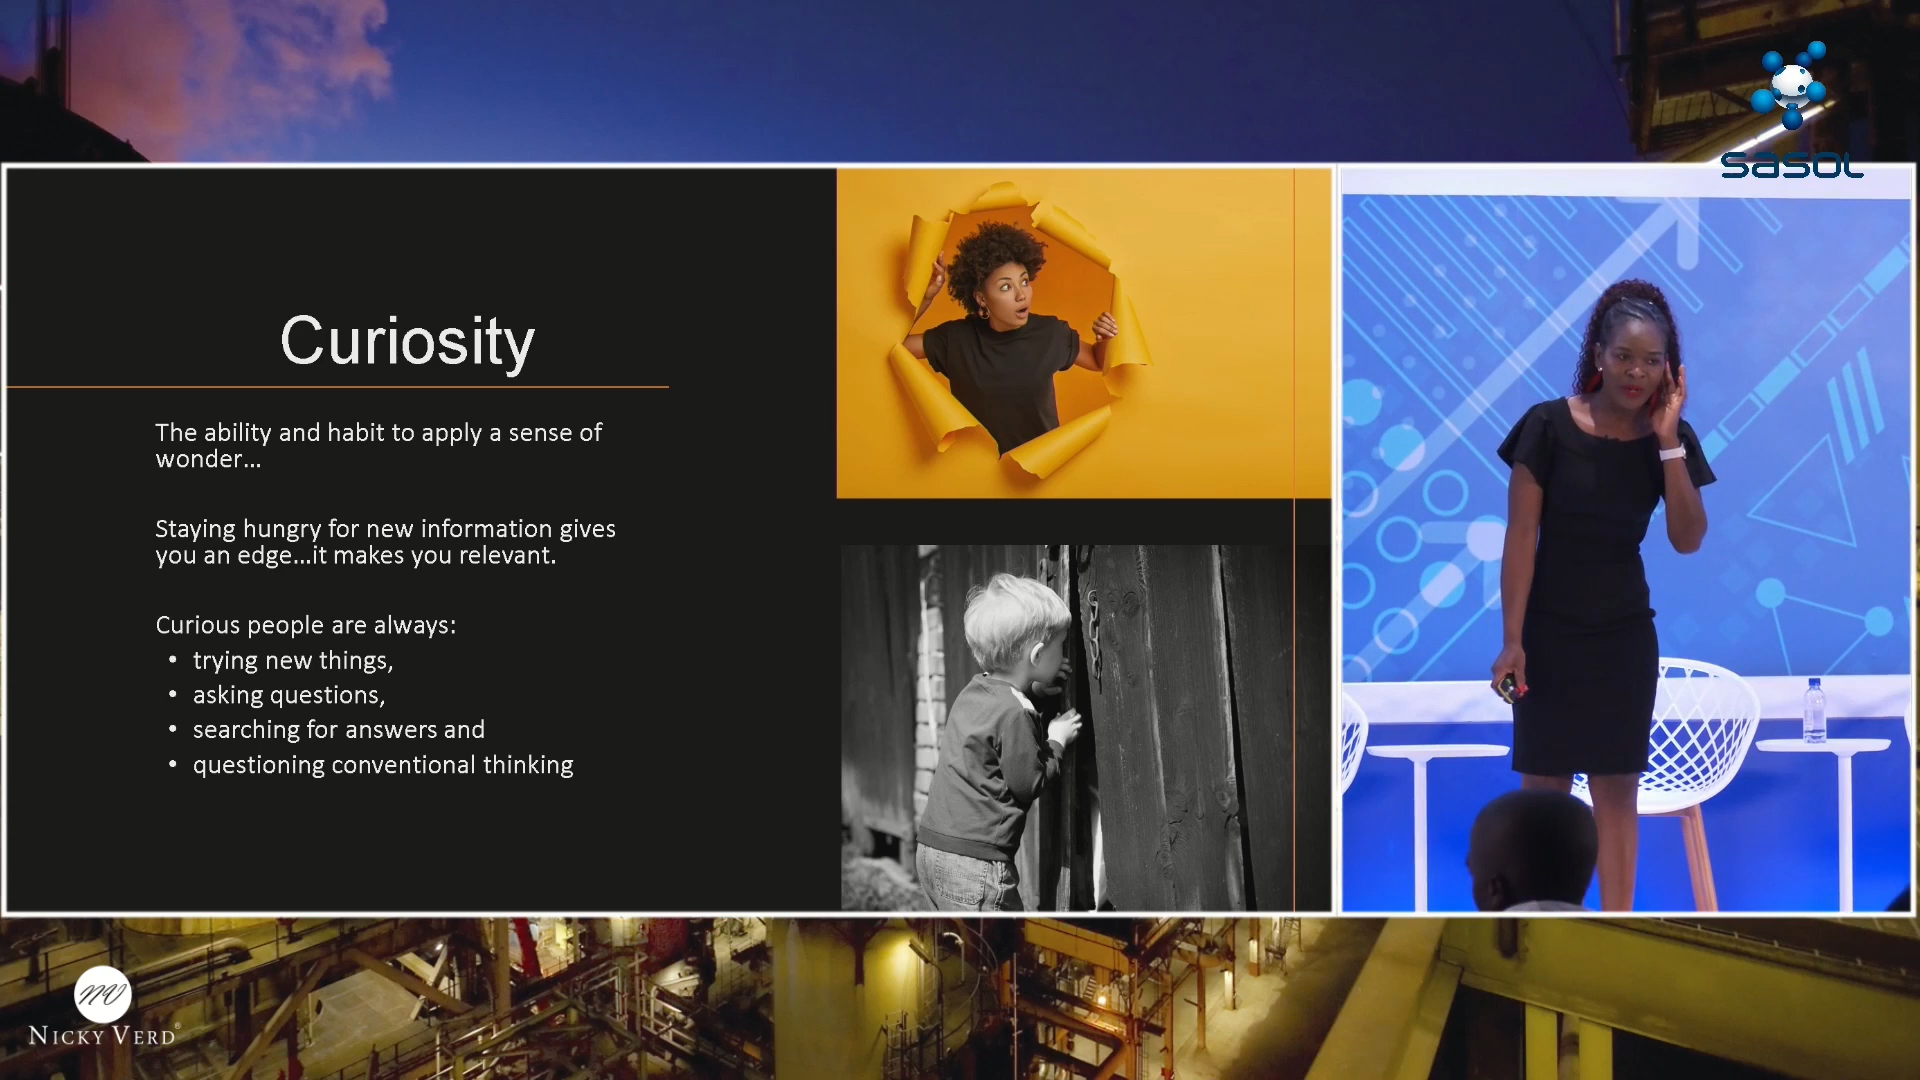 sasol
Curiosity
The ability and habit to apply a sense of
wonder...
Staying hungry for new information gives
you an edge...it makes you relevant.
Curious people are always:
• trying new things,
• asking questions,
• searching for answers and
• questioning conventional thinking
NV
NICKY VERD®